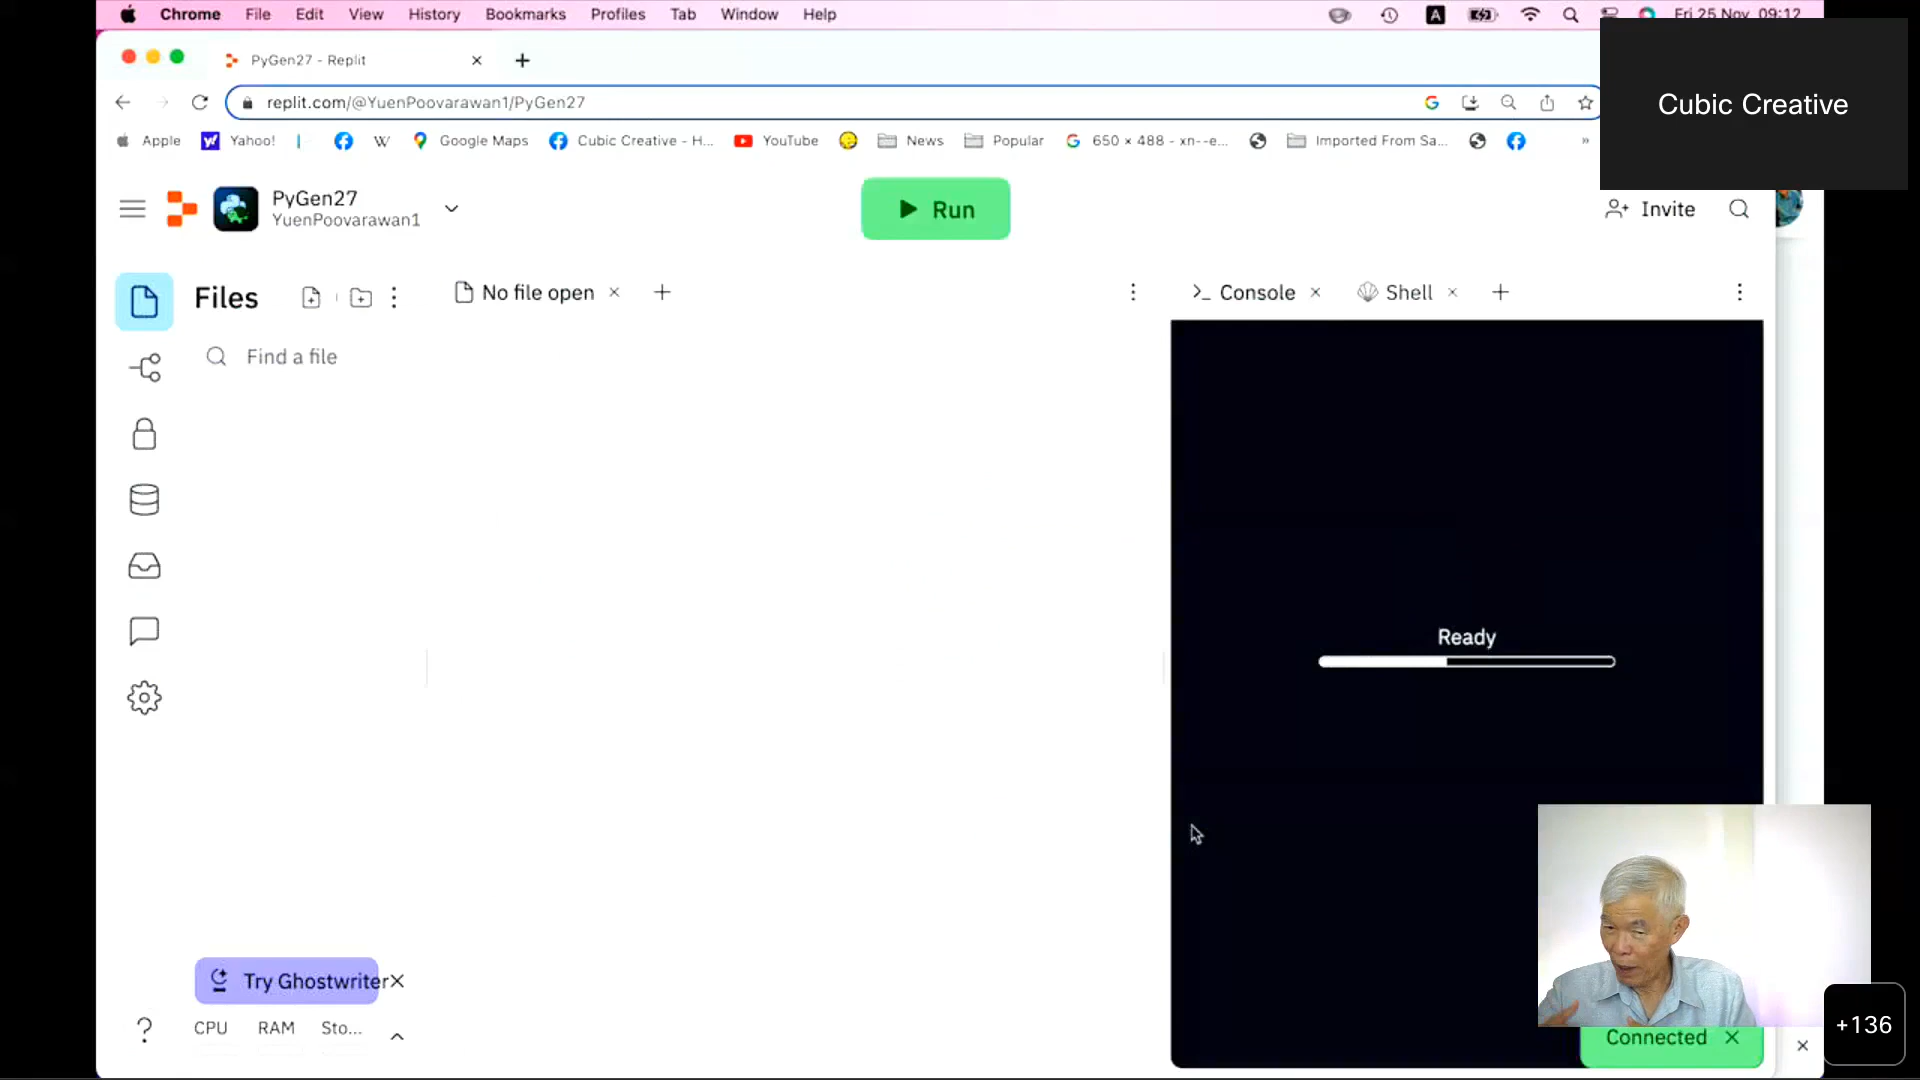 Chrome File Edit View History Bookmarks Profiles Tab Window Help A Fri 25 Nov 09:12
PyGen27 - Replit
replit.com/@YuenPoovarawan1/PyGen27
Apple Yahoo! W Google Maps Cubic Creative - H... YouTube News Popular 650 × 488 - xn--e... Imported From Sa... »
Cubic Creative
PyGen27
YuenPoovarawan1
Run
Invite
Files
No file open
Console
Shell
Find a file
Ready
Try Ghostwriter
CPU RAM Sto...
Connected
+136